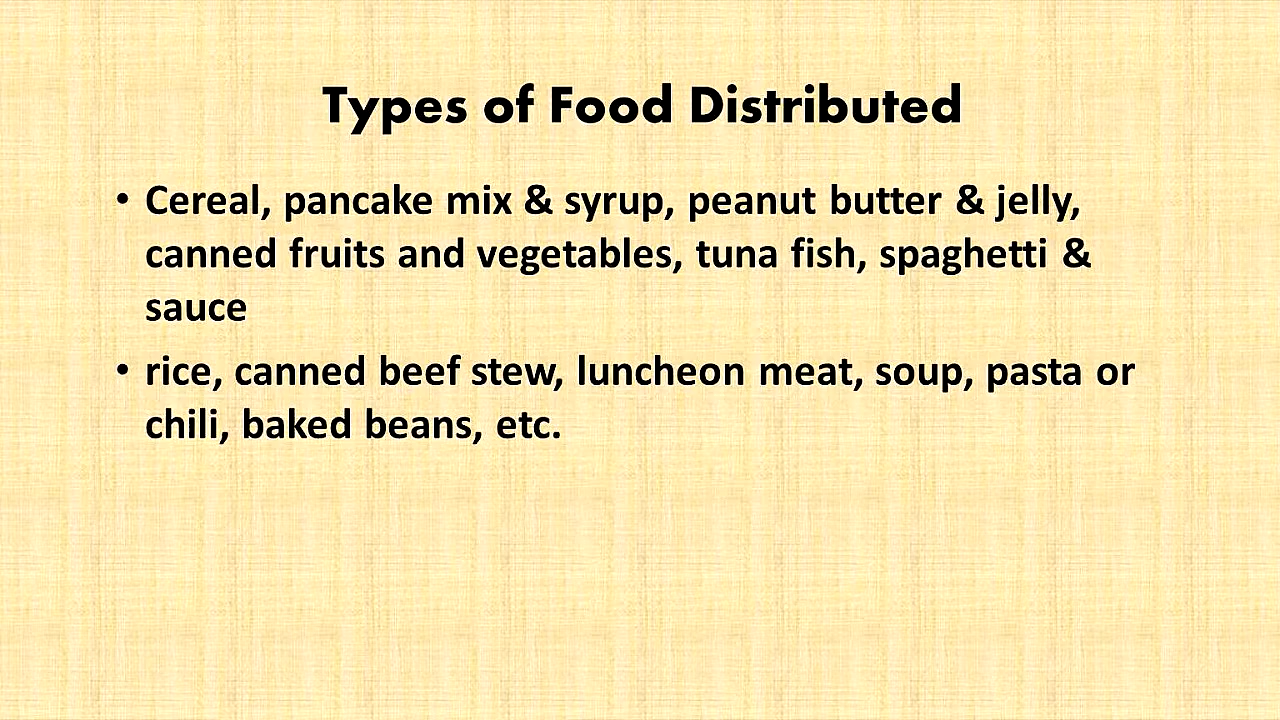 Types of Food Distributed
• Cereal, pancake mix & syrup, peanut butter & jelly,
canned fruits and vegetables, tuna fish, spaghetti &
sauce
• rice, canned beef stew, luncheon meat, soup, pasta or
chili, baked beans, etc.